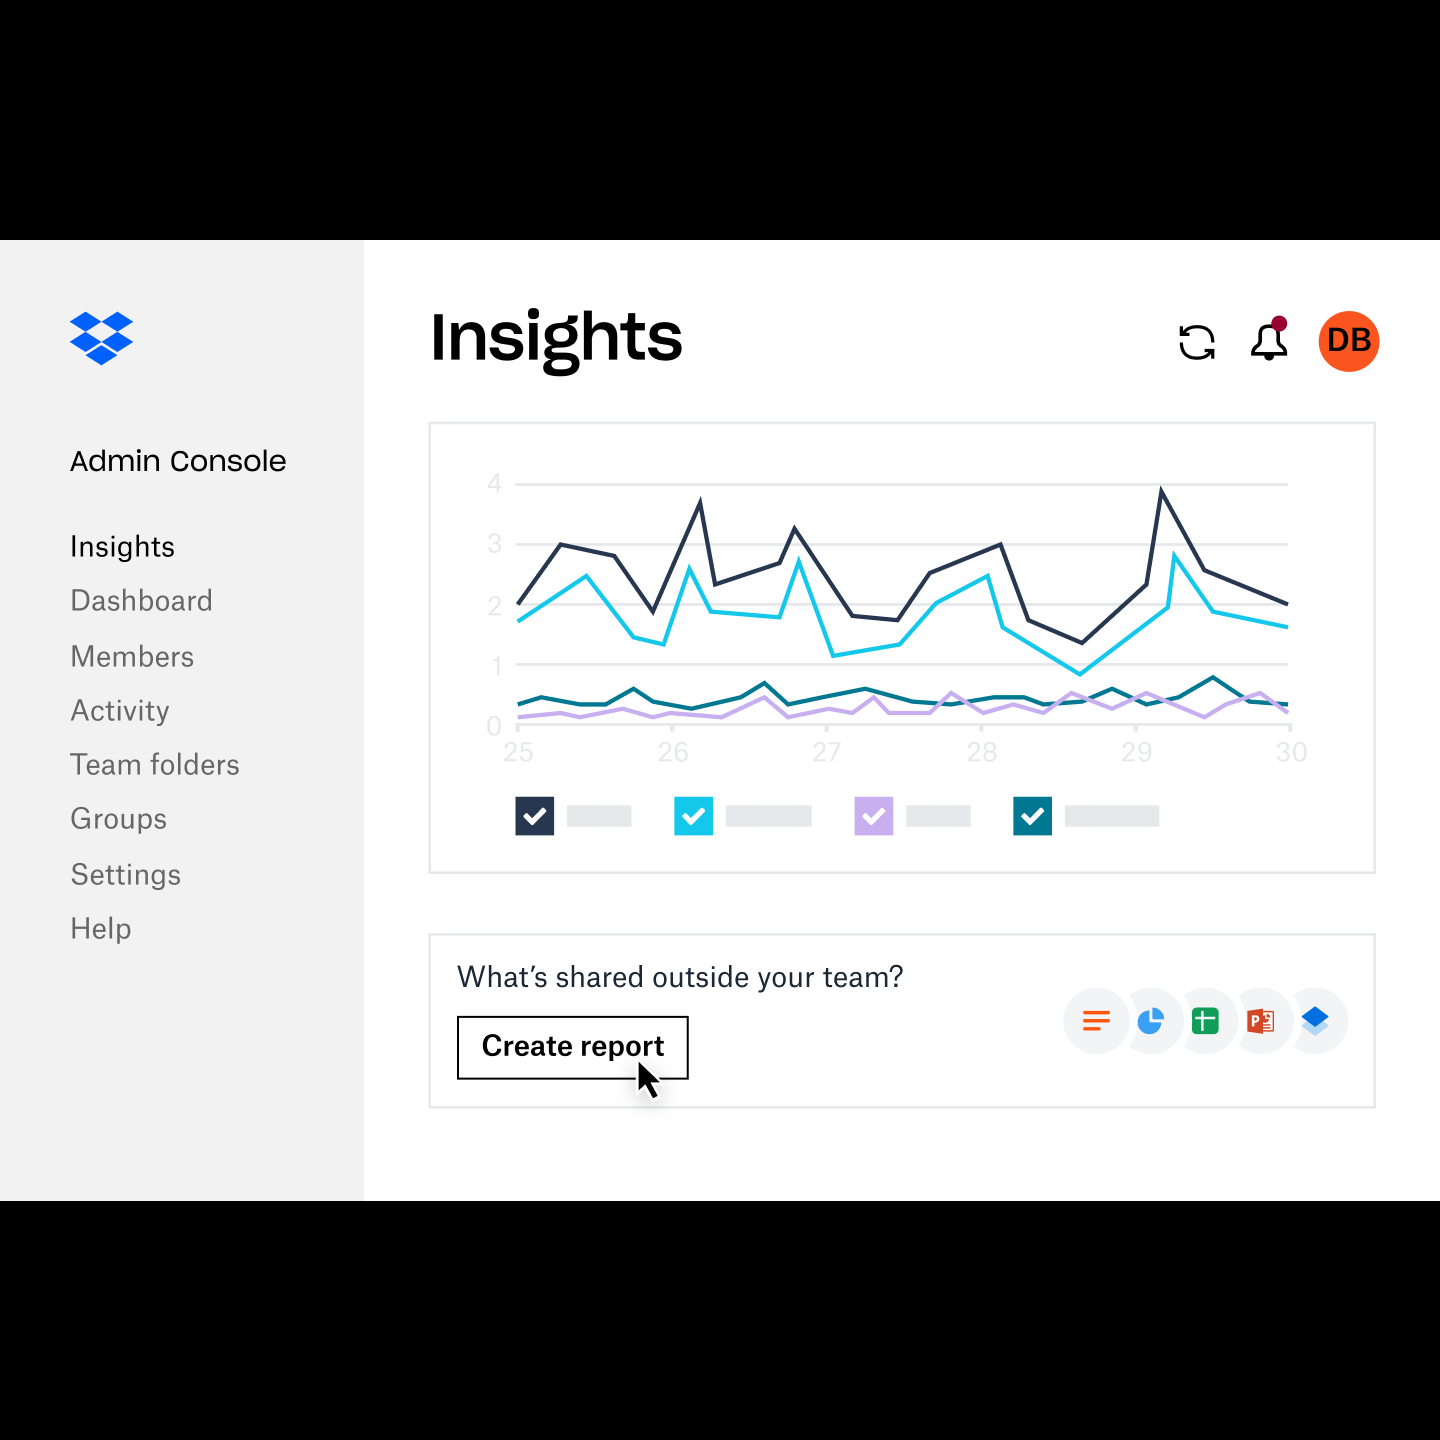 Insights
DB
Admin Console
Insights
Dashboard
Members
Activity
Team folders
Groups
Settings
Help
4
3
2
1
0
25 26 27 28 29 30
What’s shared outside your team?
Create report
P